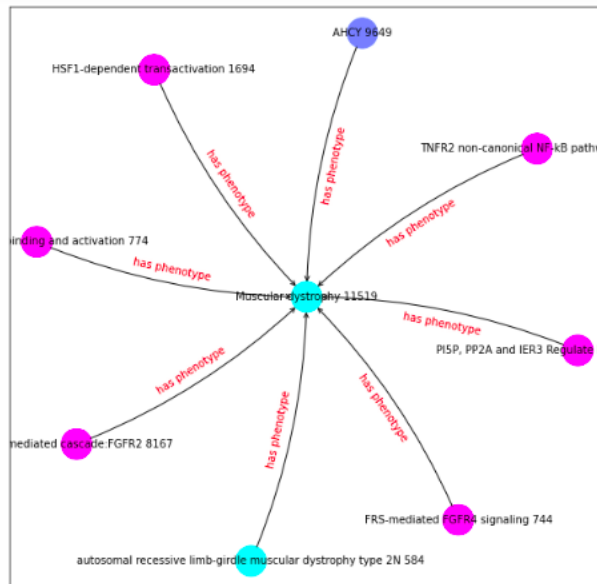 AHCY 9649
HSF1-dependent transactivation 1694
has phenotype
has phenotype
TNFR2 non-canonical NF-kB pathw
has phenotype
inding and activation 774
has phenotype
Muscular dystrophy 11519
has phenotype
PI5P, PP2A and IER3 Regulate
has phenotype
has phenotype
mediated cascade:FGFR2 8167
has phenotype
FRS-mediated FGFR4 signaling 744
autosomal recessive limb-girdle muscular dystrophy type 2N 584